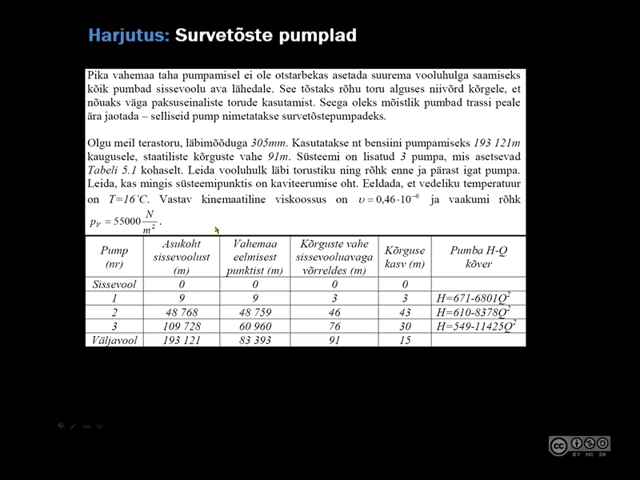 Harjutus: Survetõste pumplad
Pika vahemaa taha pumpamisel ei ole otstarbekas asetada suurema vooluhulga saamiseks
kõik pumbad sissevoolu ava lähedale. See tõstaks rõhu toru alguses niivõrd kõrgele, et
nõuaks väga paksuseinaliste torude kasutamist. Seega oleks mõistlik pumbad trassi peale
ära jaotada – selliseid pump nimetatakse survetõstepumpadeks.
Olgu meil terastoru, läbimõõduga 305mm. Kasutatakse nt bensiini pumpamiseks 193 121m
kaugusele, staatiliste kõrguste vahe 91m. Süsteemi on lisatud 3 pumpa, mis asetsevad
Tabeli 5.1 kohaselt. Leida vooluhulk läbi torustiku ning rõhk enne ja pärast igat pumpa.
Leida, kas mingis süsteemipunktis on kaviteerumise oht. Eeldada, et vedeliku temperatuur
on T=16°C. Vastav kinemaatiline viskoossus on υ = 0,46·10⁻⁶ ja vaakumi rõhk
p_V = 55000 N/m².
Pump (nr) | Asukoht sissevoolust (m) | Vahemaa eelmisest punktist (m) | Kõrguste vahe sissevooluavaga võrreldes (m) | Kõrguse kasv (m) | Pumba H-Q kõver
Sissevool | 0 | 0 | 0 | 0
1 | 9 | 9 | 3 | 3 | H=671-6801Q²
2 | 48 768 | 48 759 | 46 | 43 | H=610-8378Q²
3 | 109 728 | 60 960 | 76 | 30 | H=549-11425Q²
Väljavool | 193 121 | 83 393 | 91 | 15
cc
BY NC SA